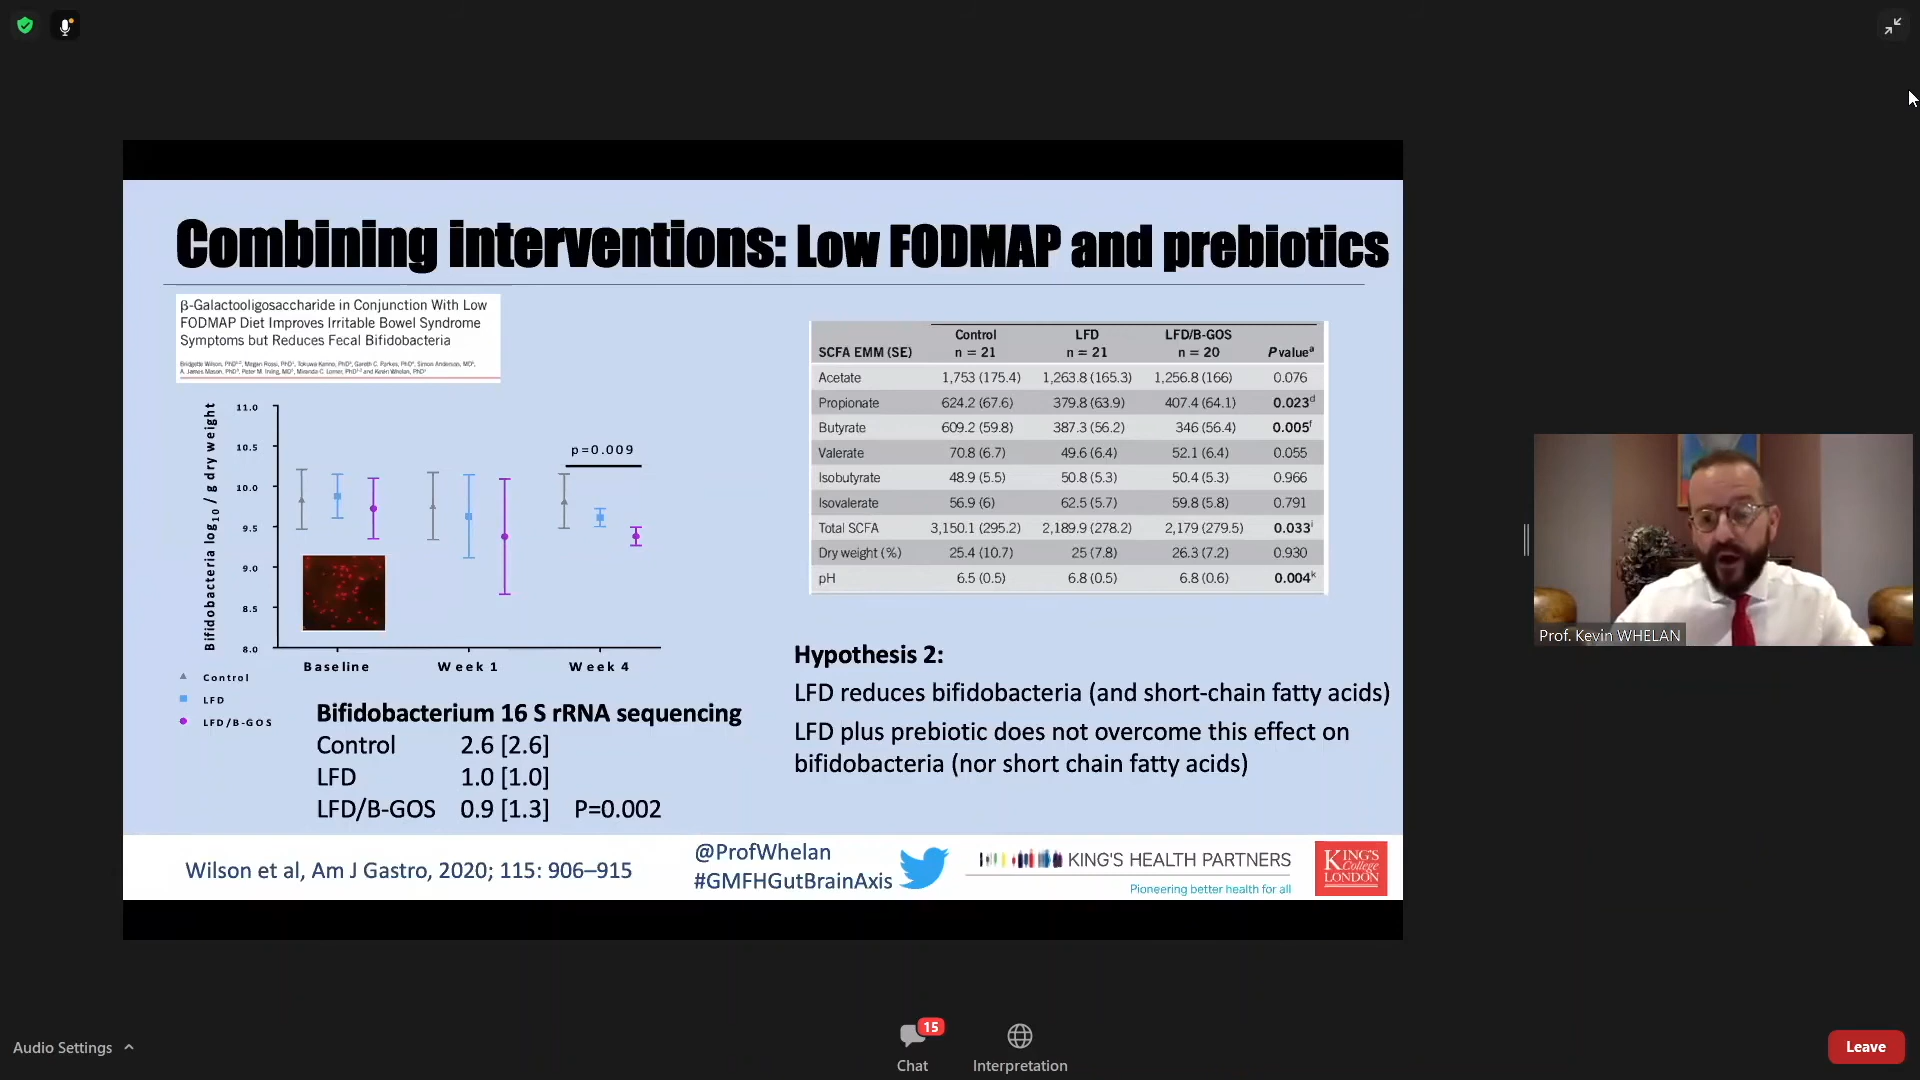 Combining interventions: Low FODMAP and prebiotics
β-Galactooligosaccharide in Conjunction With Low
FODMAP Diet Improves Irritable Bowel Syndrome
Symptoms but Reduces Fecal Bifidobacteria
Bifidobacteria log10 / g dry weight
11.0
10.5
10.0
9.5
9.0
8.5
8.0
p=0.009
Baseline Week 1 Week 4
Control
LFD
LFD/B-GOS
Bifidobacterium 16 S rRNA sequencing
Control 2.6 [2.6]
LFD 1.0 [1.0]
LFD/B-GOS 0.9 [1.3] P=0.002
Control LFD LFD/B-GOS
SCFA EMM (SE) n = 21 n = 21 n = 20 P valueª
Acetate 1,753 (175.4) 1,263.8 (165.3) 1,256.8 (166) 0.076
Propionate 624.2 (67.6) 379.8 (63.9) 407.4 (64.1) 0.023d
Butyrate 609.2 (59.8) 387.3 (56.2) 346 (56.4) 0.005f
Valerate 70.8 (6.7) 49.6 (6.4) 52.1 (6.4) 0.055
Isobutyrate 48.9 (5.5) 50.8 (5.3) 50.4 (5.3) 0.966
Isovalerate 56.9 (6) 62.5 (5.7) 59.8 (5.8) 0.791
Total SCFA 3,150.1 (295.2) 2,189.9 (278.2) 2,179 (279.5) 0.033i
Dry weight (%) 25.4 (10.7) 25 (7.8) 26.3 (7.2) 0.930
pH 6.5 (0.5) 6.8 (0.5) 6.8 (0.6) 0.004k
Hypothesis 2:
LFD reduces bifidobacteria (and short-chain fatty acids)
LFD plus prebiotic does not overcome this effect on
bifidobacteria (nor short chain fatty acids)
Wilson et al, Am J Gastro, 2020; 115: 906–915
@ProfWhelan
#GMFHGutBrainAxis
KING'S HEALTH PARTNERS
Pioneering better health for all
KING'S
College
LONDON
Prof. Kevin WHELAN
Audio Settings
15
Chat
Interpretation
Leave